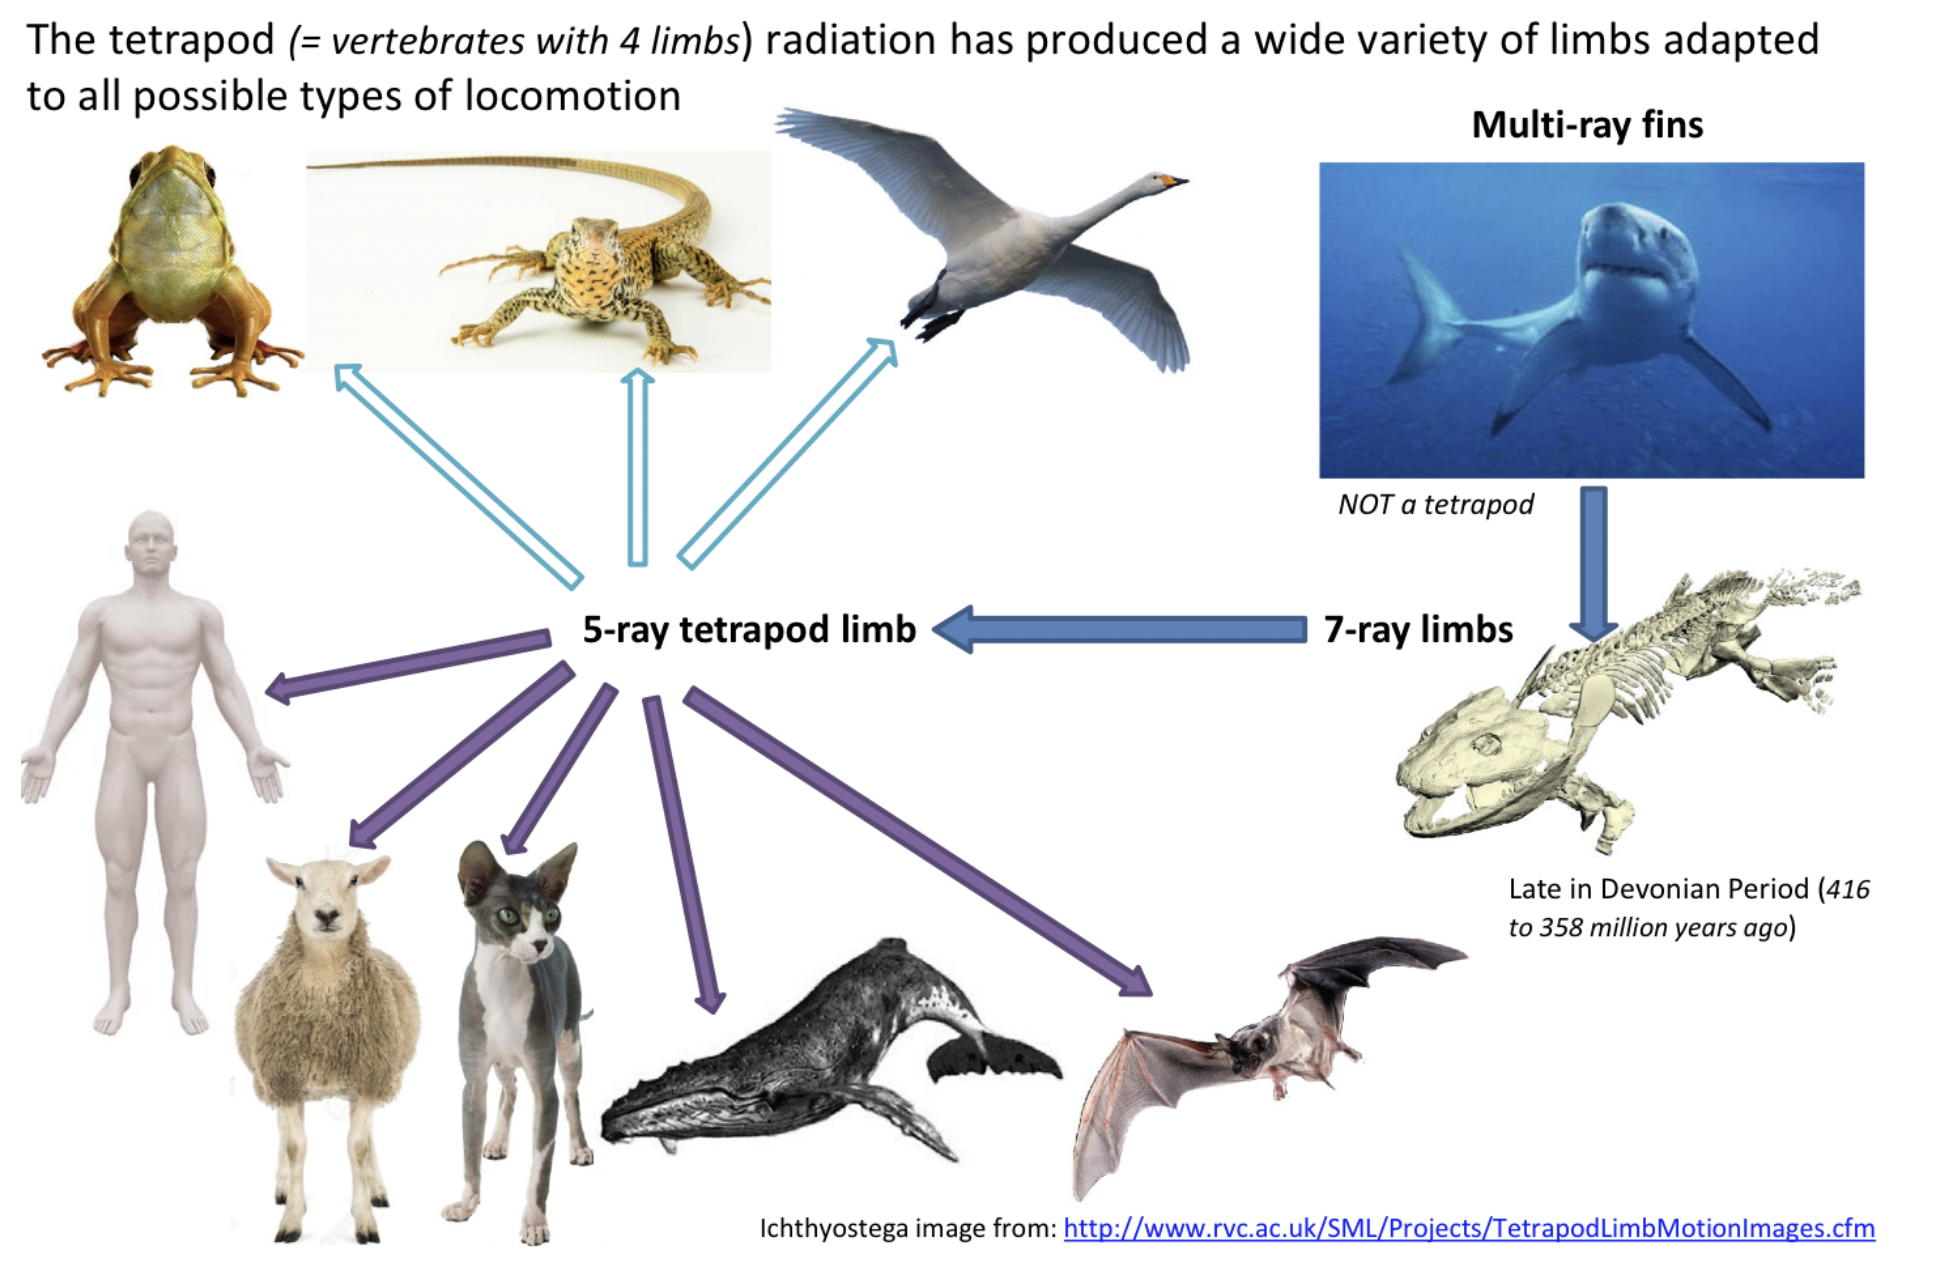 The tetrapod (= vertebrates with 4 limbs) radiation has produced a wide variety of limbs adapted
to all possible types of locomotion
Multi-ray fins
NOT a tetrapod
5-ray tetrapod limb
7-ray limbs
Late in Devonian Period (416
to 358 million years ago)
Ichthyostega image from: http://www.rvc.ac.uk/SML/Projects/TetrapodLimbMotionImages.cfm